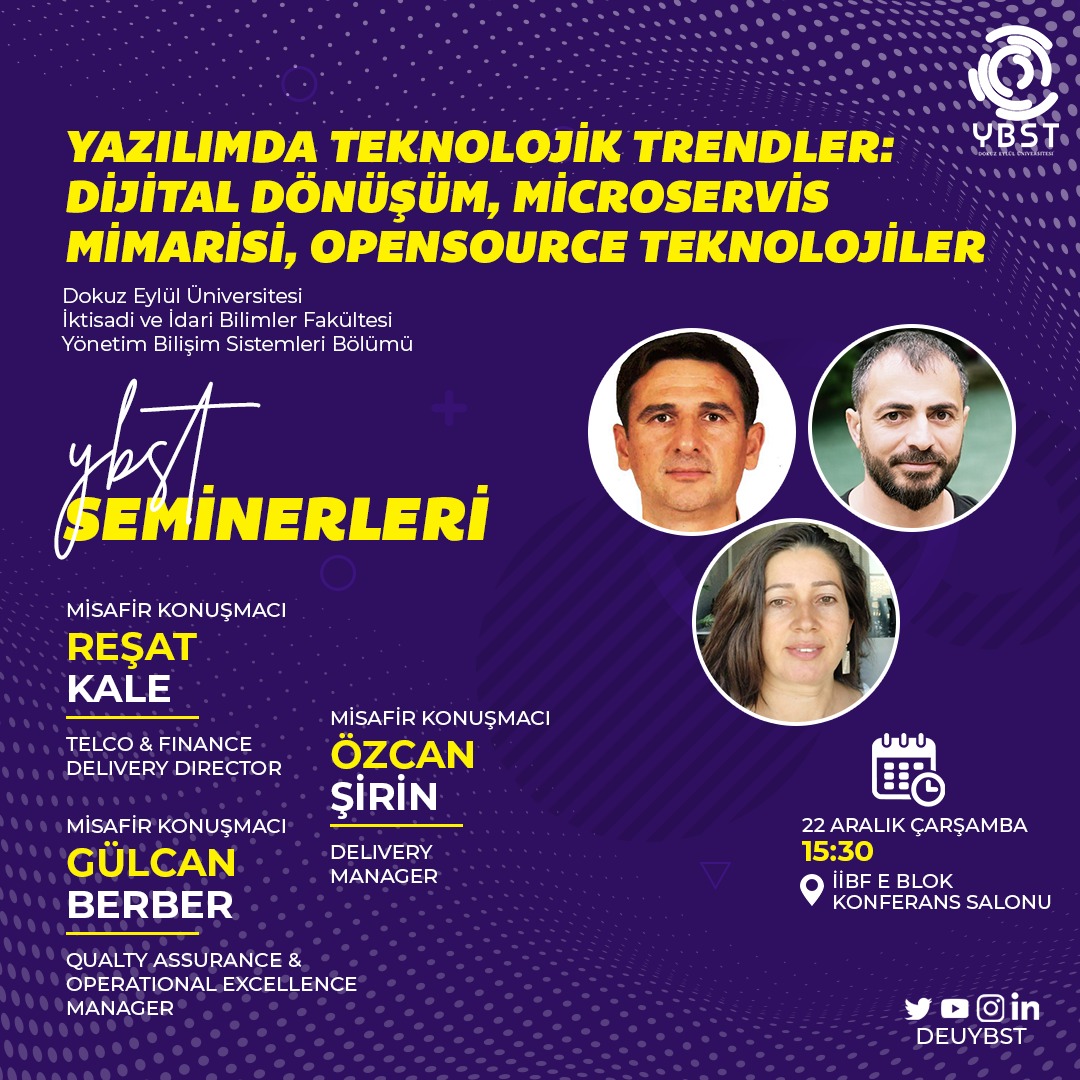 YBST
DOKUZ EYLÜL ÜNİVERSİTESİ
YAZILIMDA TEKNOLOJİK TRENDLER:
DİJİTAL DÖNÜŞÜM, MİCROSERVİS
MİMARİSİ, OPENSOURCE TEKNOLOJİLER
Dokuz Eylül Üniversitesi
İktisadi ve İdari Bilimler Fakültesi
Yönetim Bilişim Sistemleri Bölümü
ybst
SEMİNERLERİ
MİSAFİR KONUŞMACI
REŞAT
KALE
TELCO & FINANCE
DELIVERY DIRECTOR
MİSAFİR KONUŞMACI
ÖZCAN
ŞİRİN
DELIVERY
MANAGER
MİSAFİR KONUŞMACI
GÜLCAN
BERBER
QUALTY ASSURANCE &
OPERATIONAL EXCELLENCE
MANAGER
22 ARALIK ÇARŞAMBA
15:30
İİBF E BLOK
KONFERANS SALONU
DEUYBST